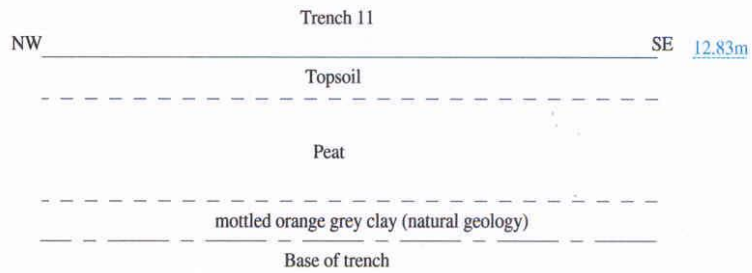 Trench 11
NW SE 12.83m
Topsoil
Peat
mottled orange grey clay (natural geology)
Base of trench